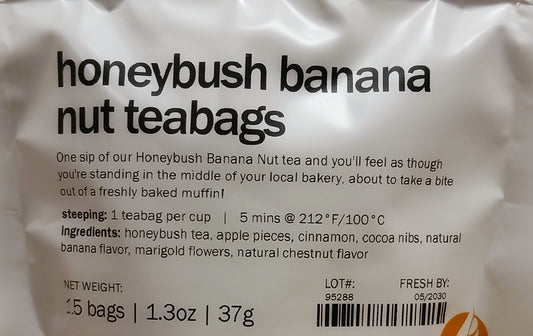 honeybush banana
nut teabags
One sip of our Honeybush Banana Nut tea and you'll feel as though
you're standing in the middle of your local bakery, about to take a bite
out of a freshly baked muffin!
steeping: 1 teabag per cup | 5 mins @ 212°F/100°C
ingredients: honeybush tea, apple pieces, cinnamon, cocoa nibs, natural
banana flavor, marigold flowers, natural chestnut flavor
NET WEIGHT: LOT#: FRESH BY:
95288 05/2030
15 bags | 1.3oz | 37g